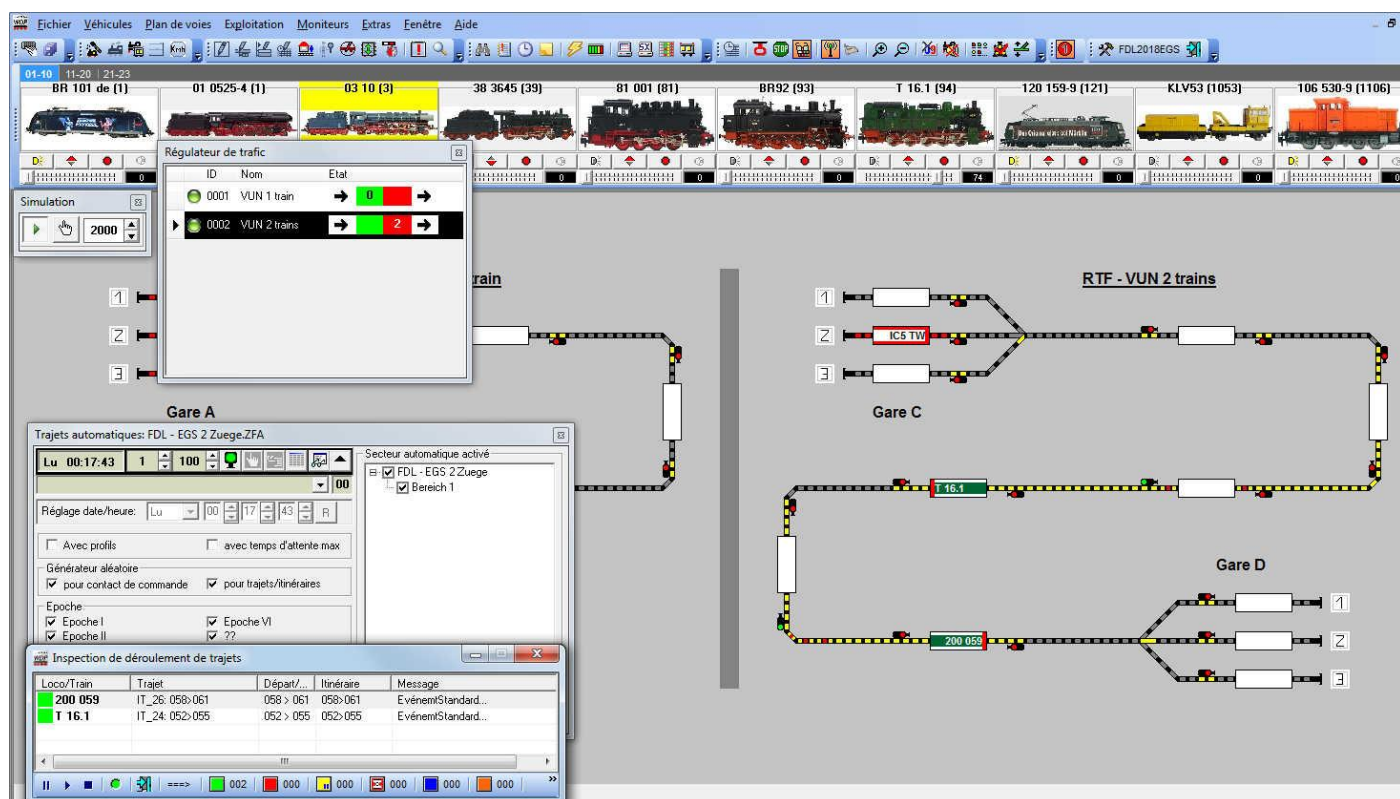 Fichier Véhicules Plan de voies Exploitation Moniteurs Extras Fenêtre Aide
FDL2018EGS
01-10 11-20 21-23
BR 101 de (1) 01 0525-4 (1) 03 10 (3) 38 3645 (39) 81 001 (81) BR92 (93) T 16.1 (94) 120 159-9 (121) KLV53 (1053) 106 530-9 (1106)
0 0 0 74 0 0 0
Régulateur de trafic
ID Nom Etat
0001 VUN 1 train 0
0002 VUN 2 trains 2
Simulation
2000
train
RTF - VUN 2 trains
1
2
3
Gare A
1
2 IC5 TW
3
Gare C
T 16.1
Gare D
1
200 059 2
3
Trajets automatiques: FDL - EGS 2 Zuege.ZFA
Lu 00:17:43 1 100
00
Réglage date/heure: Lu 00 17 43 R
Avec profils avec temps d'attente max
Générateur aléatoire
pour contact de commande pour trajets/itinéraires
Epoche
Epoche I Epoche VI
Epoche II ??
Secteur automatique activé
FDL - EGS 2 Zuege
Bereich 1
Inspection de déroulement de trajets
Loco/Train Trajet Départ/... Itinéraire Message
200 059 IT_26: 058>061 058 > 061 058>061 EvénemtStandard...
T 16.1 IT_24: 052>055 052 > 055 052>055 EvénemtStandard...
===> 002 000 000 000 000 000 »